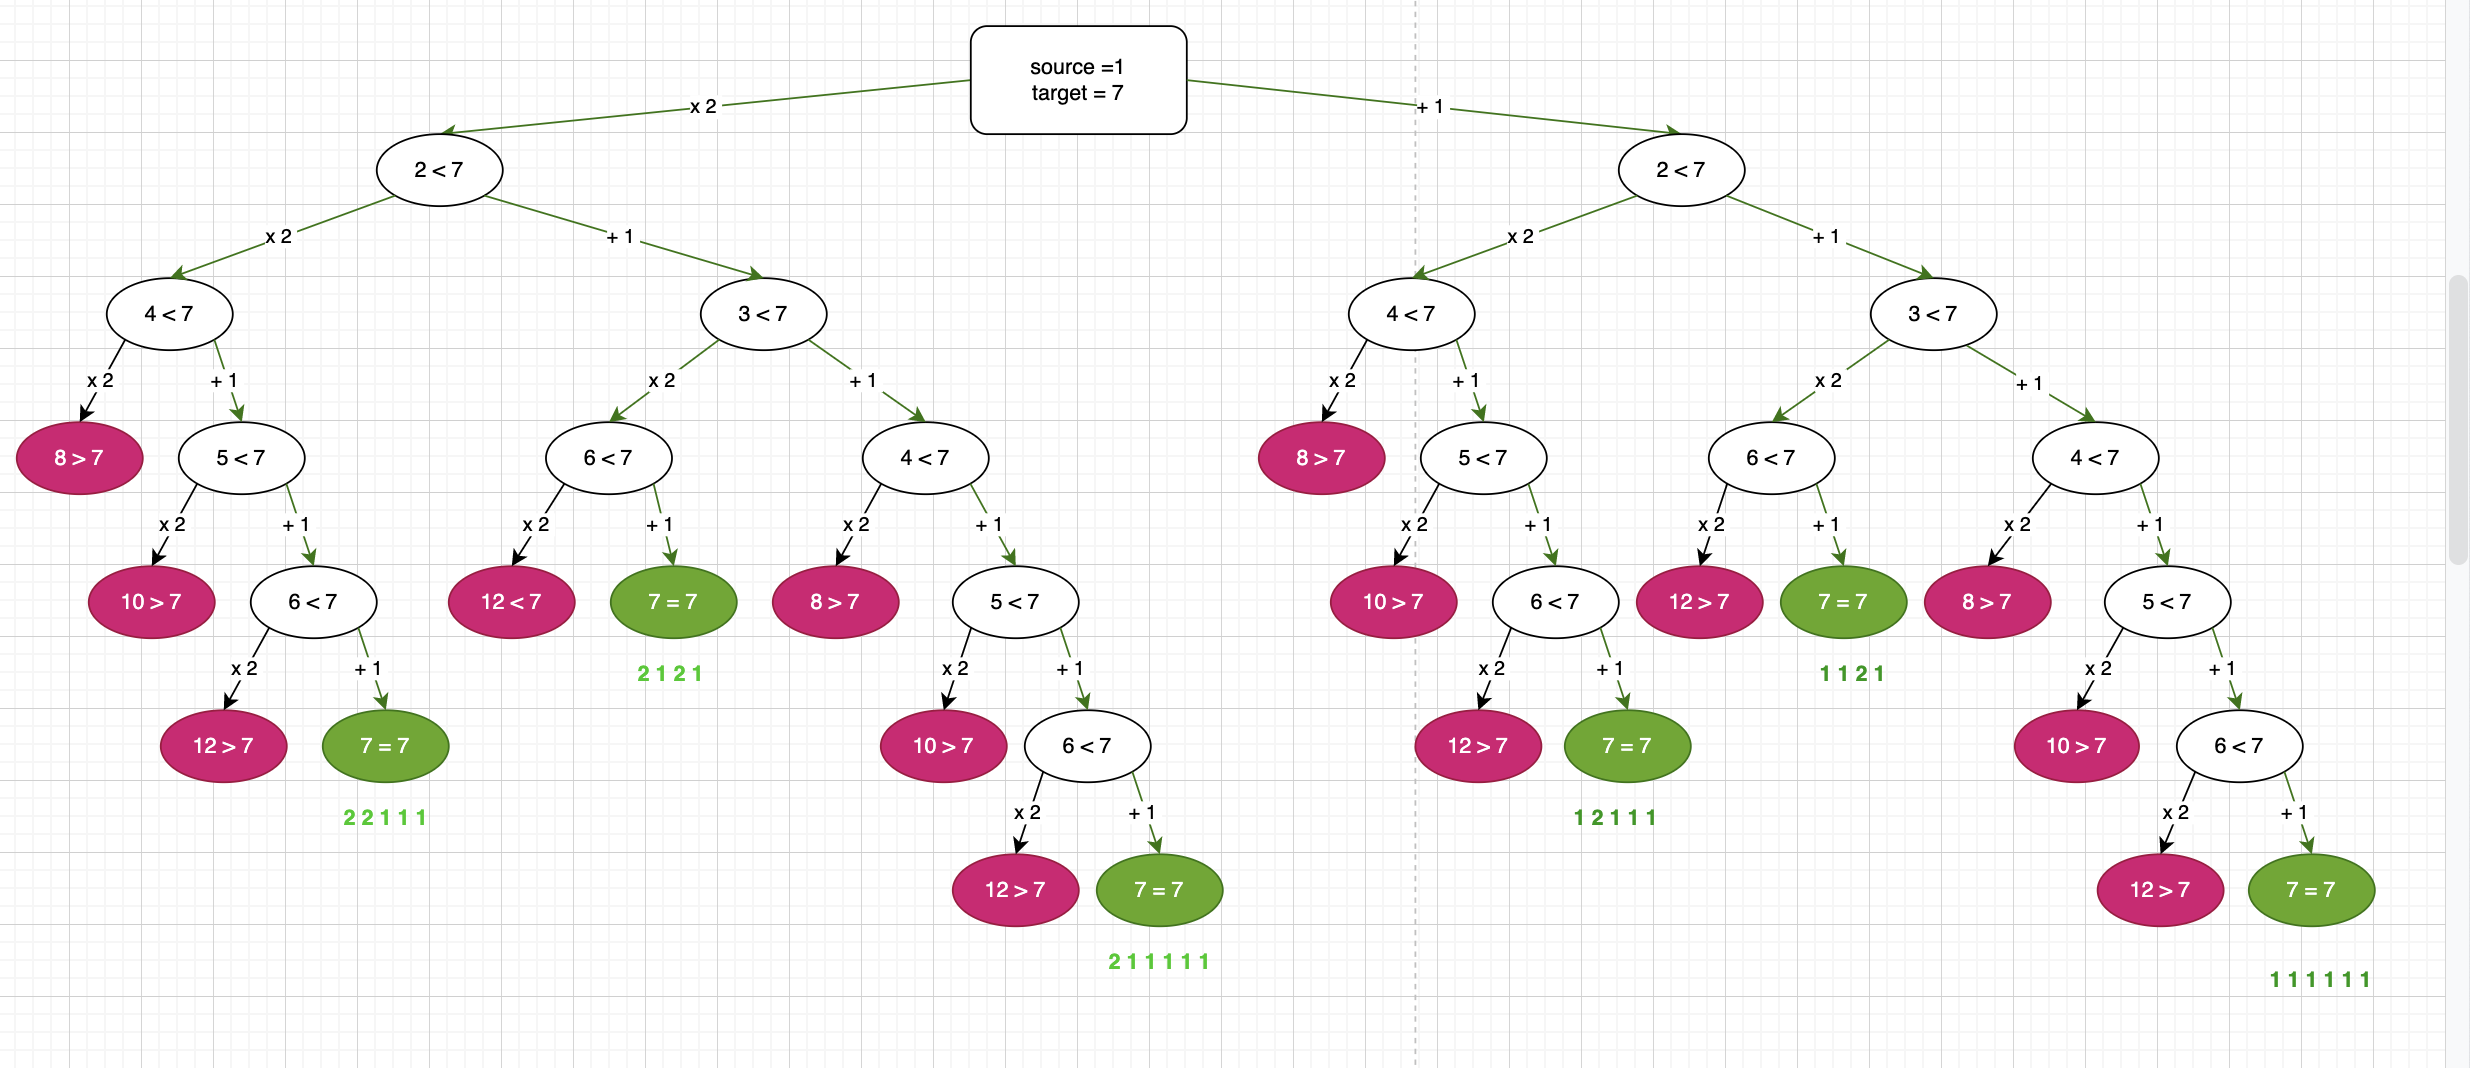 source =1
target = 7
x 2
+ 1
2 < 7
2 < 7
x 2
+ 1
x 2
+ 1
4 < 7
3 < 7
4 < 7
3 < 7
x 2
+ 1
x 2
+ 1
x 2
+ 1
x 2
+ 1
8 > 7
5 < 7
6 < 7
4 < 7
8 > 7
5 < 7
6 < 7
4 < 7
x 2
+ 1
x 2
+ 1
x 2
+ 1
x 2
+ 1
x 2
+ 1
x 2
+ 1
10 > 7
6 < 7
12 < 7
7 = 7
8 > 7
5 < 7
10 > 7
6 < 7
12 > 7
7 = 7
8 > 7
5 < 7
x 2
+ 1
2 1 2 1
x 2
+ 1
x 2
+ 1
1 1 2 1
x 2
+ 1
12 > 7
7 = 7
10 > 7
6 < 7
12 > 7
7 = 7
10 > 7
6 < 7
2 2 1 1 1
x 2
+ 1
1 2 1 1 1
x 2
+ 1
12 > 7
7 = 7
12 > 7
7 = 7
2 1 1 1 1 1
1 1 1 1 1 1